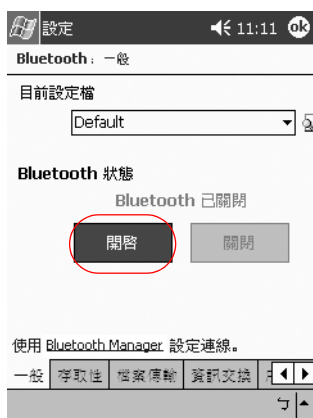 設定 11:11 ok
Bluetooth：一般
目前設定檔
Default
Bluetooth 狀態
Bluetooth 已關閉
開啓 關閉
使用 Bluetooth Manager 設定連線。
一般 存取性 檔案傳輸 資訊交換
ㄅ